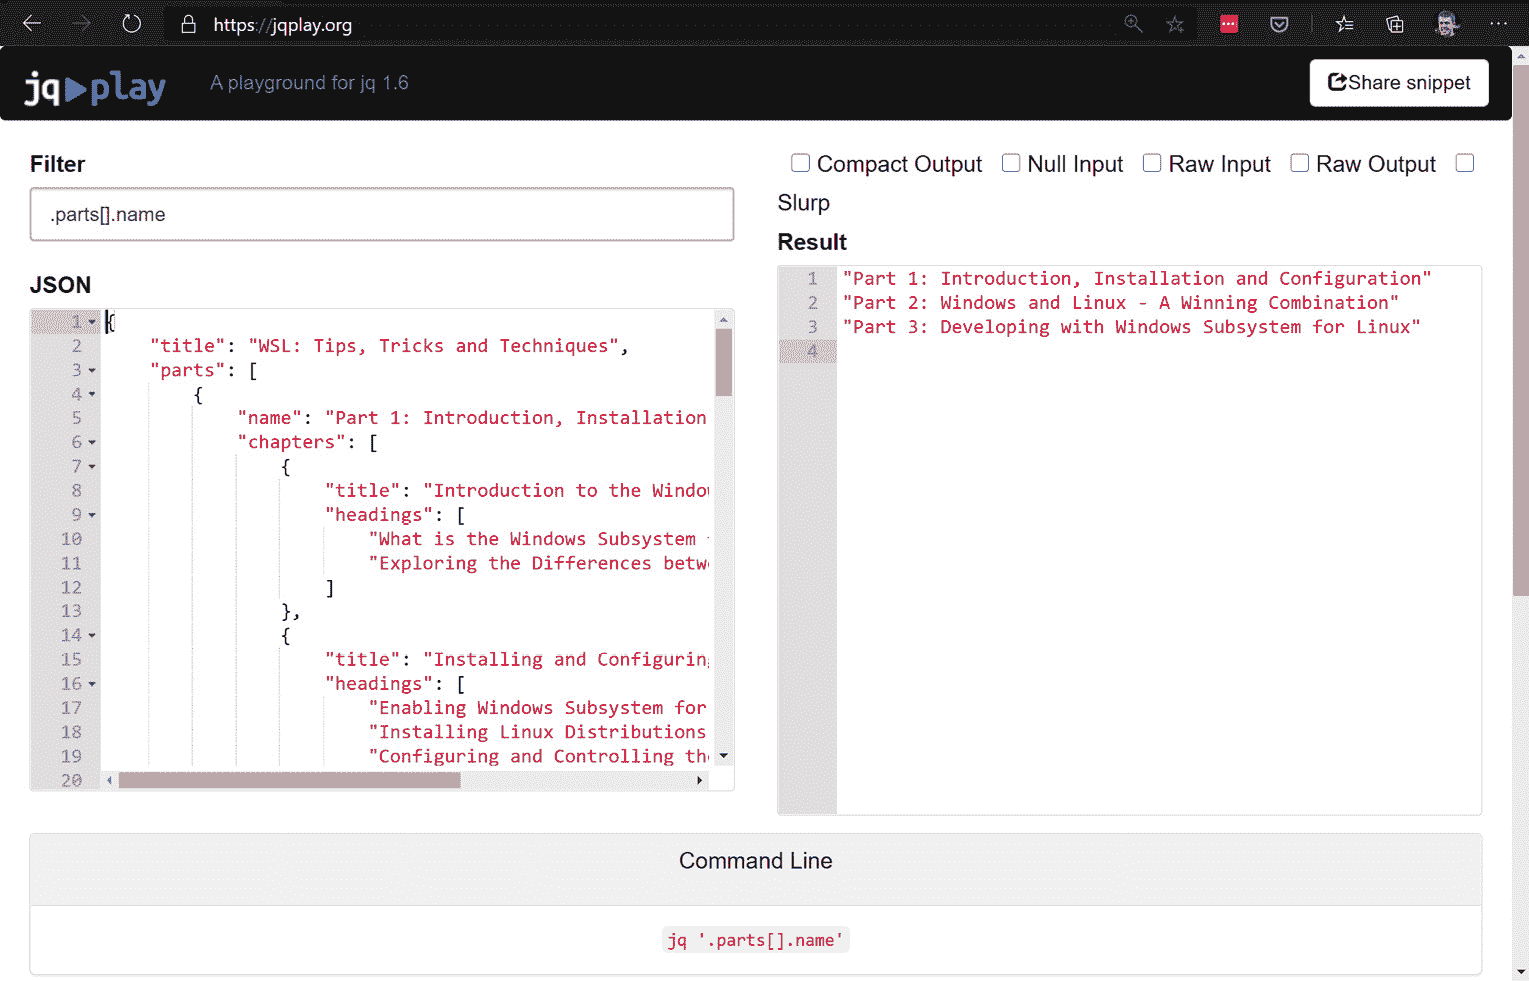 https://jqplay.org
jq play
A playground for jq 1.6
Share snippet
Filter
.parts[].name
JSON
1 {
2 "title": "WSL: Tips, Tricks and Techniques",
3 "parts": [
4 {
5 "name": "Part 1: Introduction, Installation
6 "chapters": [
7 {
8 "title": "Introduction to the Windo
9 "headings": [
10 "What is the Windows Subsystem
11 "Exploring the Differences betw
12 ]
13 },
14 {
15 "title": "Installing and Configurin
16 "headings": [
17 "Enabling Windows Subsystem for
18 "Installing Linux Distributions
19 "Configuring and Controlling th
20
Compact Output Null Input Raw Input Raw Output
Slurp
Result
1 "Part 1: Introduction, Installation and Configuration"
2 "Part 2: Windows and Linux - A Winning Combination"
3 "Part 3: Developing with Windows Subsystem for Linux"
4
Command Line
jq '.parts[].name'